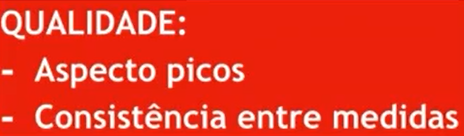 QUALIDADE:
- Aspecto picos
- Consistência entre medidas